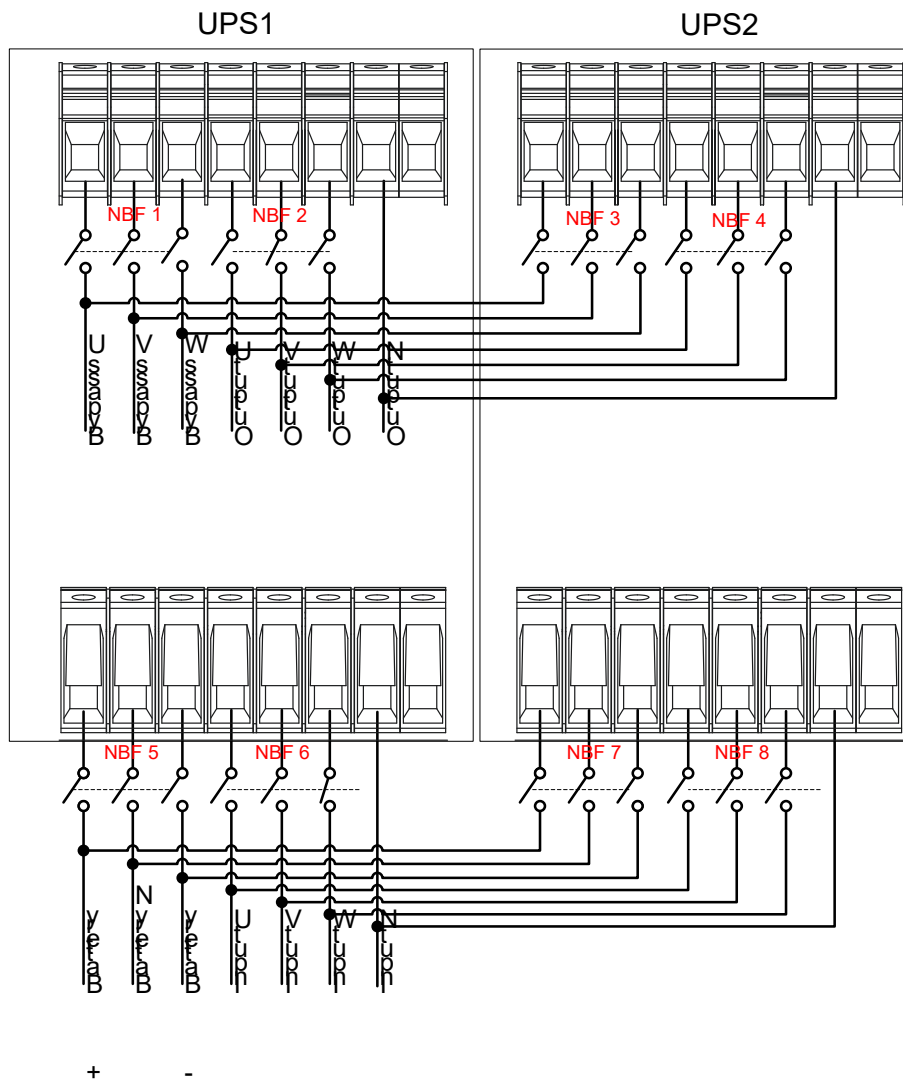 UPS1
UPS2
NBF 1
NBF 2
NBF 3
NBF 4
Bypass U
Bypass V
Bypass W
Output U
Output V
Output W
Output N
NBF 5
NBF 6
NBF 7
NBF 8
Battery
Battery N
Battery
Input U
Input V
Input W
Input N
+
-